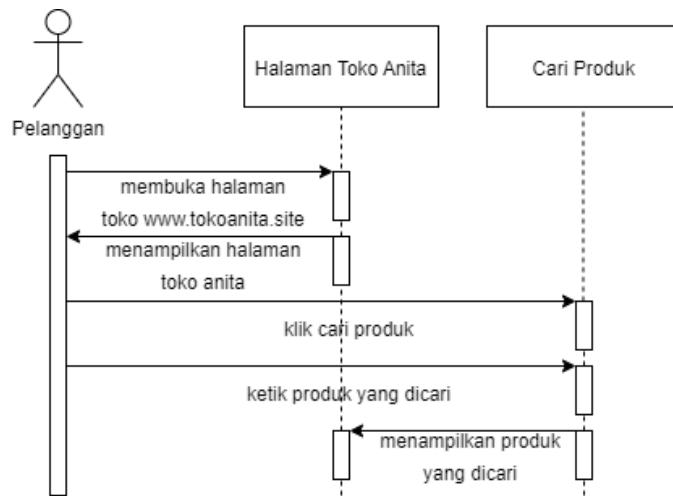 Halaman Toko Anita
Cari Produk
Pelanggan
membuka halaman
toko www.tokoanita.site
menampilkan halaman
toko anita
klik cari produk
ketik produk yang dicari
menampilkan produk
yang dicari